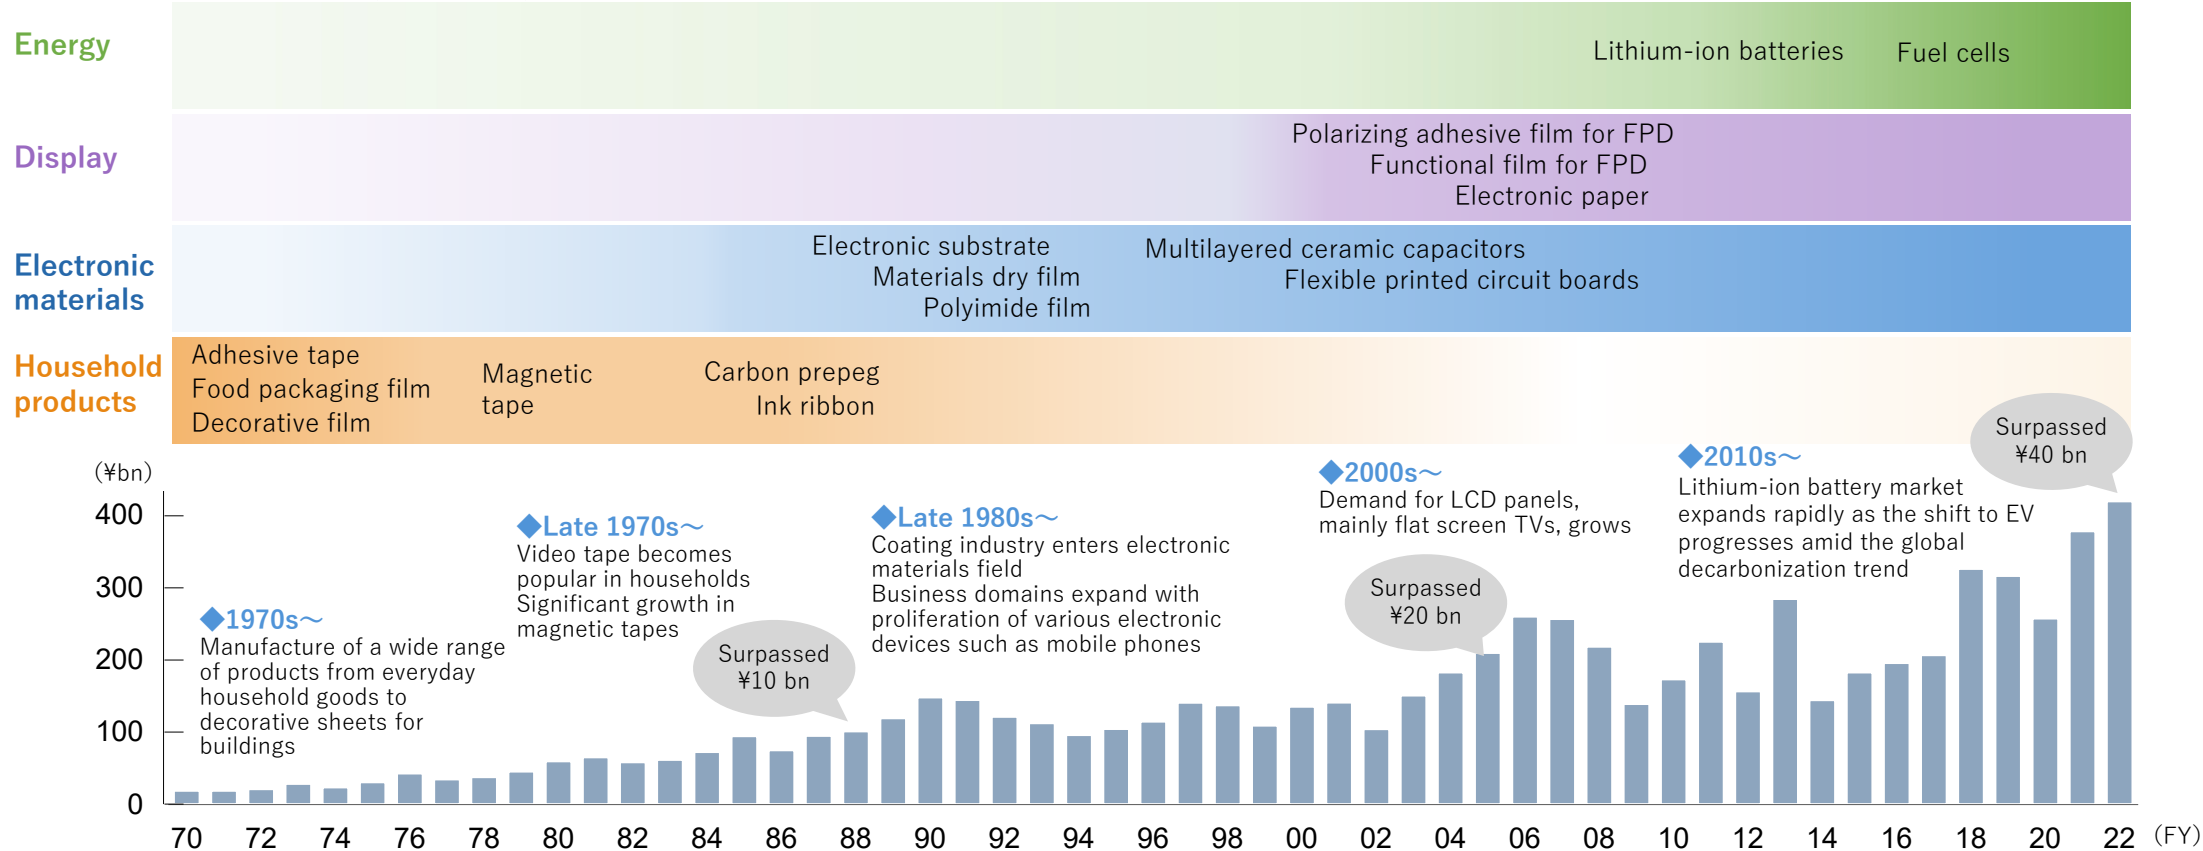 Energy
Lithium-ion batteries
Fuel cells
Display
Polarizing adhesive film for FPD
Functional film for FPD
Electronic paper
Electronic
materials
Electronic substrate
Materials dry film
Polyimide film
Multilayered ceramic capacitors
Flexible printed circuit boards
Household
products
Adhesive tape
Food packaging film
Decorative film
Magnetic
tape
Carbon prepeg
Ink ribbon
(¥bn)
400
300
200
100
0
◆1970s～
Manufacture of a wide range
of products from everyday
household goods to
decorative sheets for
buildings
◆Late 1970s～
Video tape becomes
popular in households
Significant growth in
magnetic tapes
Surpassed
¥10 bn
◆Late 1980s～
Coating industry enters electronic
materials field
Business domains expand with
proliferation of various electronic
devices such as mobile phones
◆2000s～
Demand for LCD panels,
mainly flat screen TVs, grows
Surpassed
¥20 bn
◆2010s～
Lithium-ion battery market
expands rapidly as the shift to EV
progresses amid the global
decarbonization trend
Surpassed
¥40 bn
70 72 74 76 78 80 82 84 86 88 90 92 94 96 98 00 02 04 06 08 10 12 14 16 18 20 22 (FY)